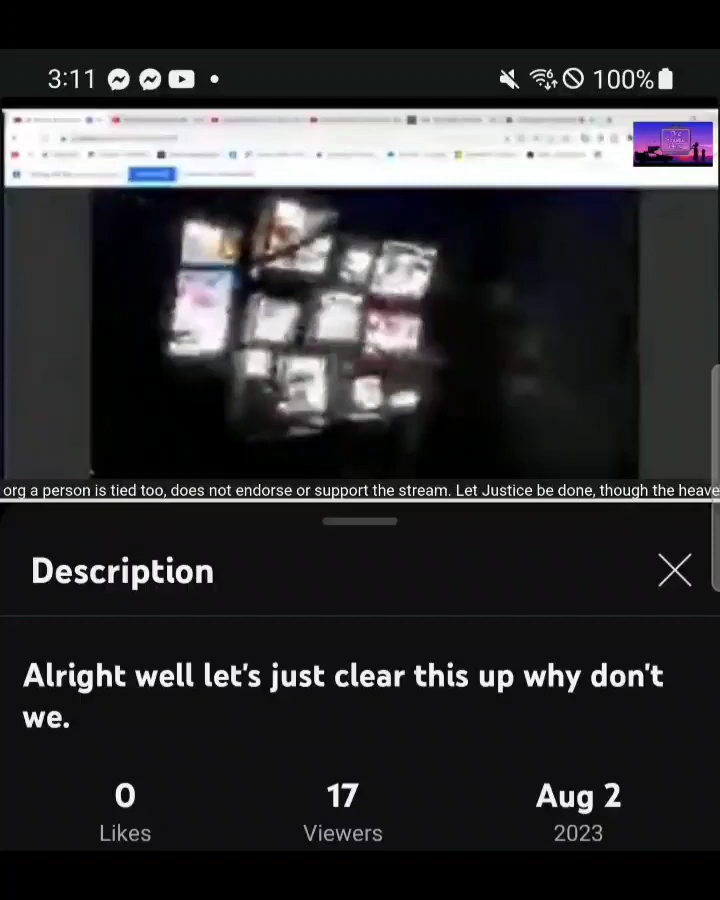 3:11
100%
org a person is tied too, does not endorse or support the stream. Let Justice be done, though the heave
Description
Alright well let's just clear this up why don't
we.
0
17
Aug 2
Likes
Viewers
2023